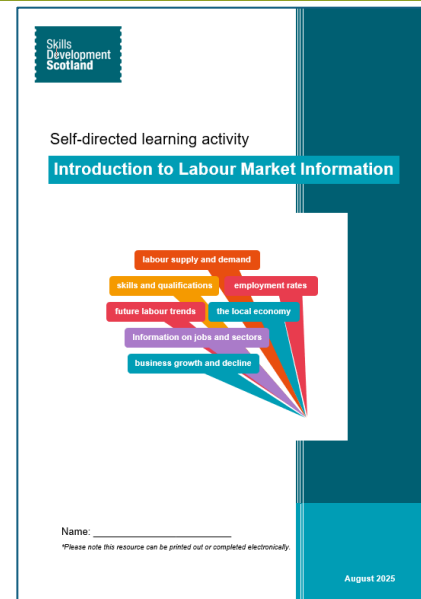 Skills
Development
Scotland
Self-directed learning activity
Introduction to Labour Market Information
labour supply and demand
skills and qualifications
employment rates
future labour trends
the local economy
Information on jobs and sectors
business growth and decline
Name: ___________________________
*Please note this resource can be printed out or completed electronically.
August 2025